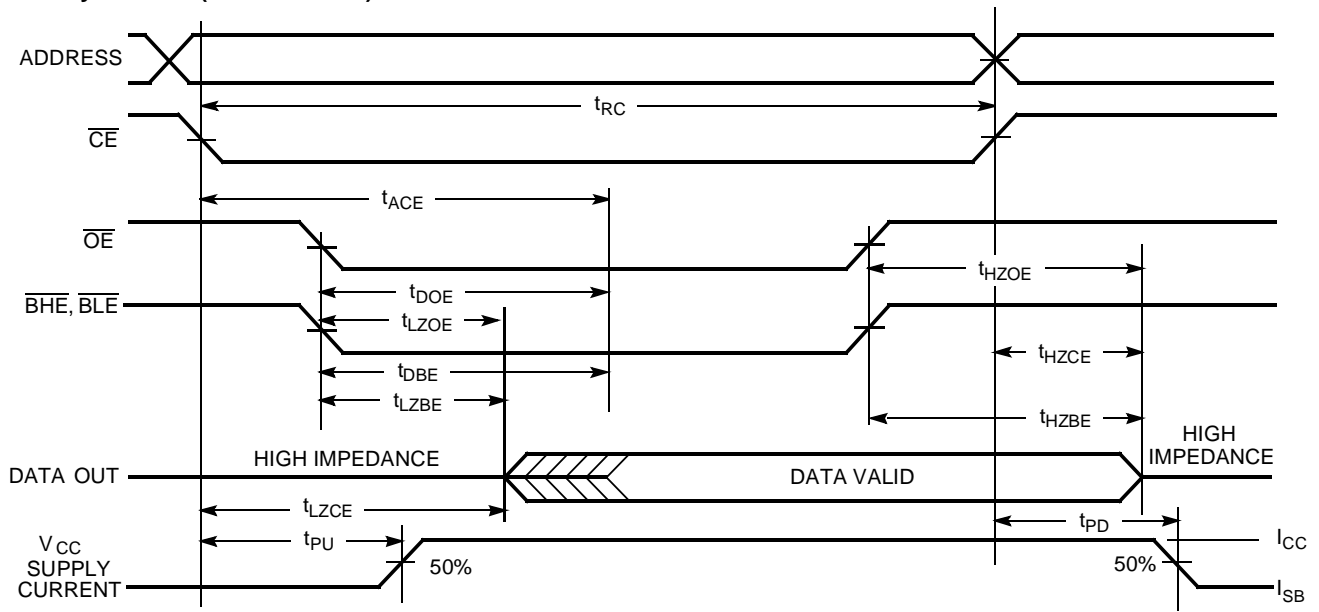 ADDRESS
tRC
CE
tACE
OE
tHZOE
tDOE
BHE, BLE
tLZOE
tHZCE
tDBE
tLZBE
tHZBE
HIGH
IMPEDANCE
HIGH IMPEDANCE
DATA OUT
DATA VALID
tLZCE
tPD
tPU
VCC
SUPPLY
CURRENT
50%
50%
ICC
ISB